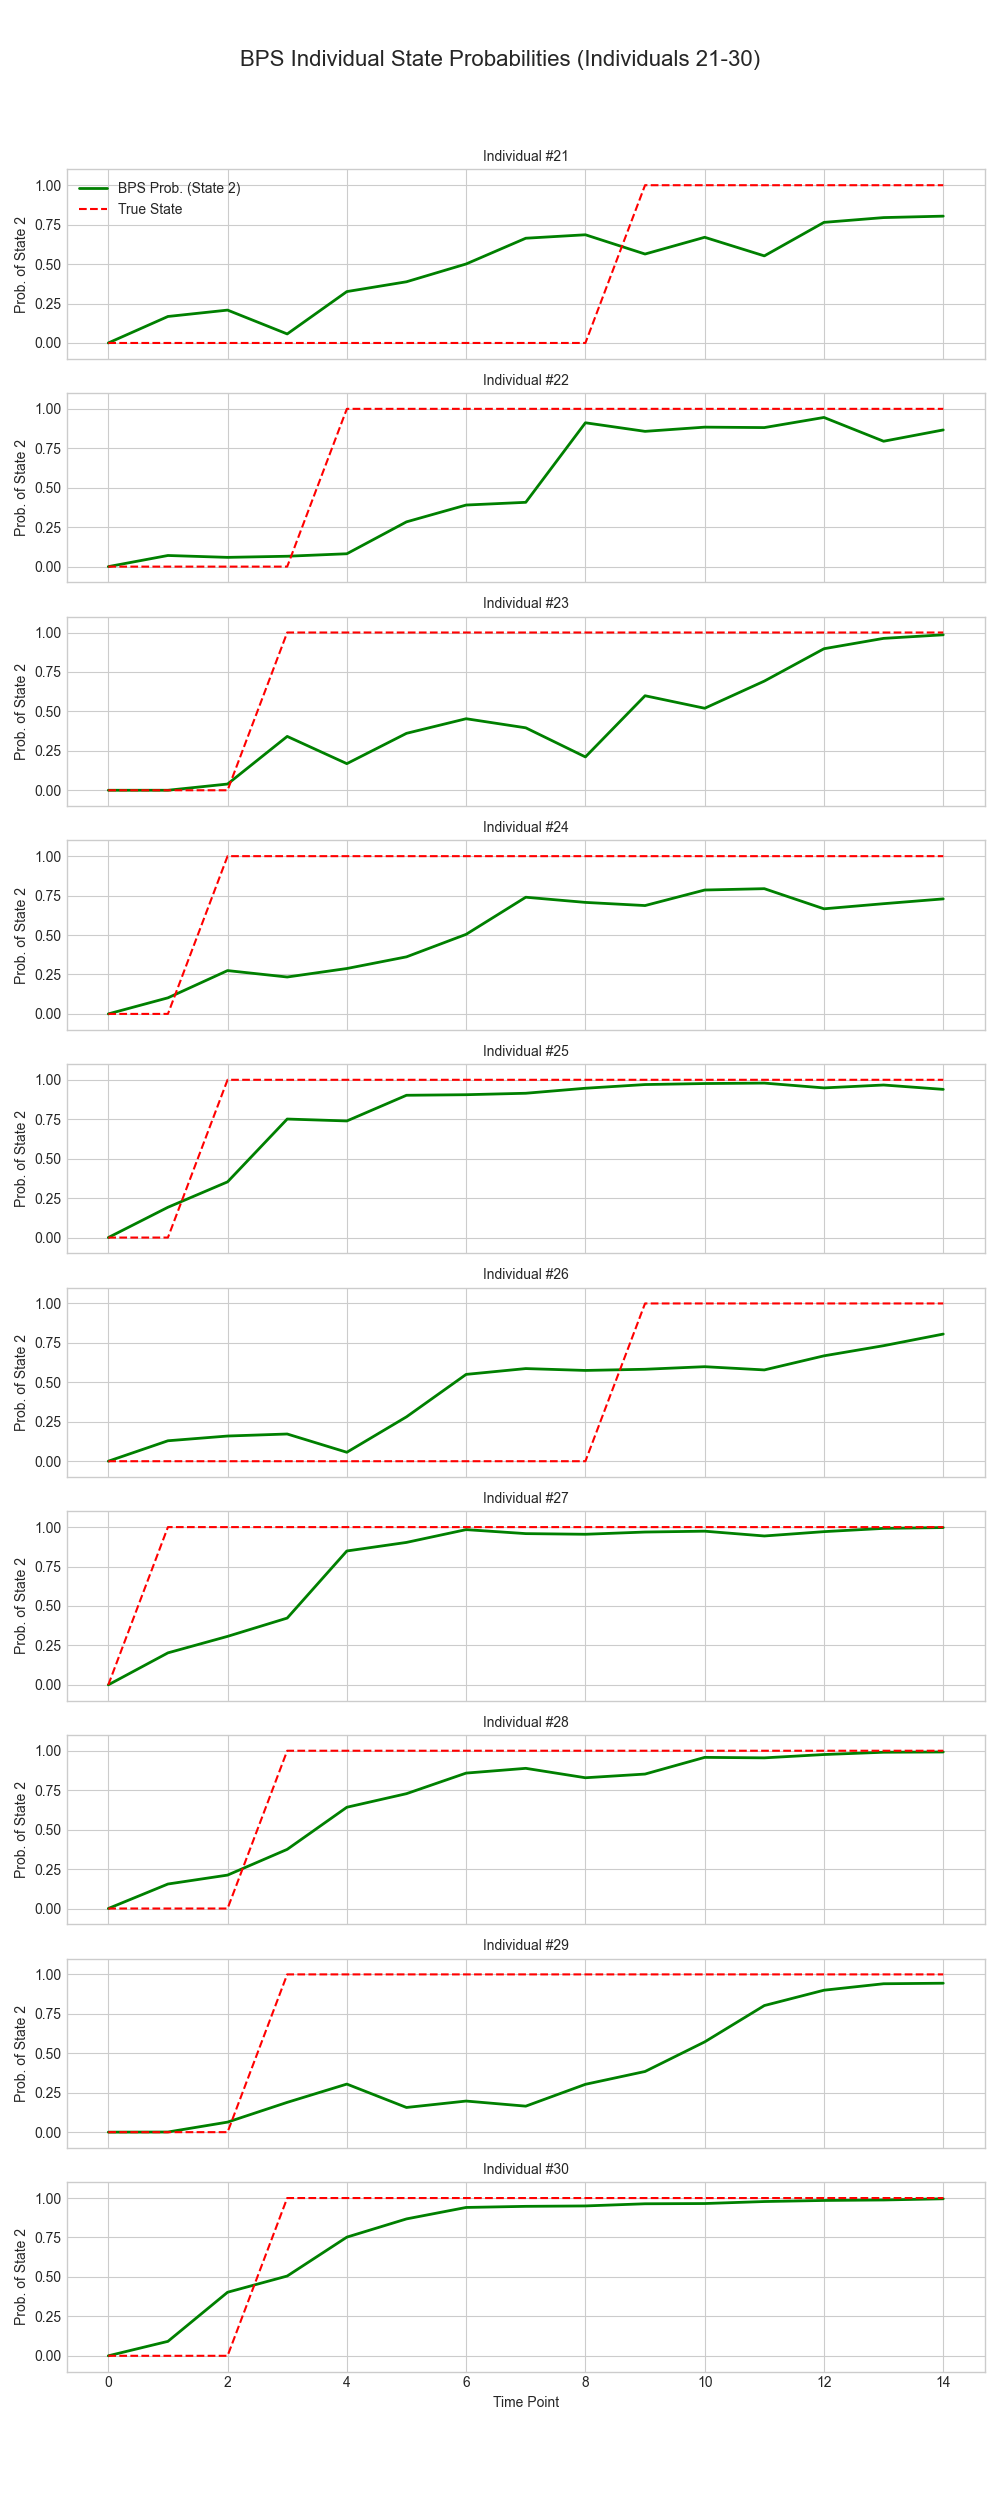 BPS Individual State Probabilities (Individuals 21-30)
Individual #21
BPS Prob. (State 2)
True State
1.00
0.75
0.50
0.25
0.00
Prob. of State 2
Individual #22
1.00
0.75
0.50
0.25
0.00
Prob. of State 2
Individual #23
1.00
0.75
0.50
0.25
0.00
Prob. of State 2
Individual #24
1.00
0.75
0.50
0.25
0.00
Prob. of State 2
Individual #25
1.00
0.75
0.50
0.25
0.00
Prob. of State 2
Individual #26
1.00
0.75
0.50
0.25
0.00
Prob. of State 2
Individual #27
1.00
0.75
0.50
0.25
0.00
Prob. of State 2
Individual #28
1.00
0.75
0.50
0.25
0.00
Prob. of State 2
Individual #29
1.00
0.75
0.50
0.25
0.00
Prob. of State 2
Individual #30
1.00
0.75
0.50
0.25
0.00
Prob. of State 2
0 2 4 6 8 10 12 14
Time Point